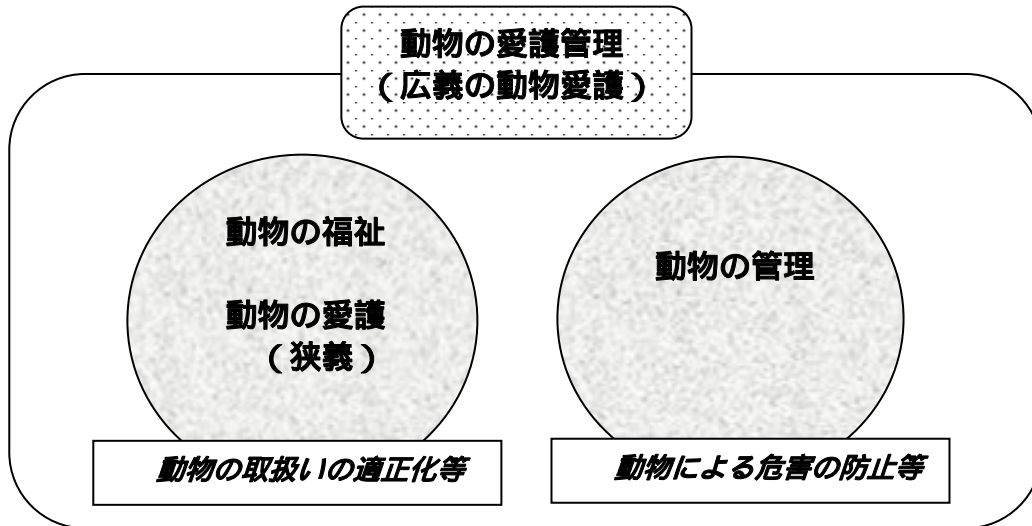 動物の愛護管理
（広義の動物愛護）
動物の福祉
動物の愛護
（狭義）
動物の取扱いの適正化等
動物の管理
動物による危害の防止等